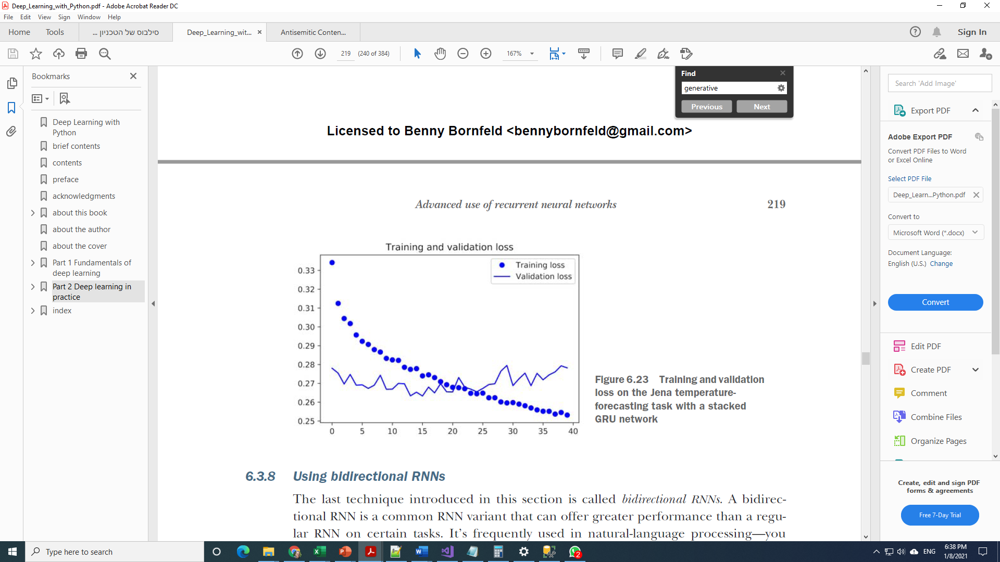 Deep_Learning_with_Python.pdf - Adobe Acrobat Reader DC
File Edit View Sign Window Help
Home Tools סילבוס של הטכניון ... Deep_Learning_wit... Antisemitic Conten... Sign In
219 (240 of 384) 167%
Bookmarks
Deep Learning with
Python
brief contents
contents
preface
acknowledgments
about this book
about the author
about the cover
Part 1 Fundamentals of
deep learning
Part 2 Deep learning in
practice
index
Find
generative
Previous Next
Licensed to Benny Bornfeld <bennybornfeld@gmail.com>
Advanced use of recurrent neural networks 219
Training and validation loss
Training loss
Validation loss
0.33
0.32
0.31
0.30
0.29
0.28
0.27
0.26
0.25
0 5 10 15 20 25 30 35 40
Figure 6.23 Training and validation
loss on the Jena temperature-
forecasting task with a stacked
GRU network
6.3.8 Using bidirectional RNNs
The last technique introduced in this section is called bidirectional RNNs. A bidirec-
tional RNN is a common RNN variant that can offer greater performance than a regu-
lar RNN on certain tasks. It's frequently used in natural-language processing—you
Search 'Add Image'
Export PDF
Adobe Export PDF
Convert PDF Files to Word
or Excel Online
Select PDF File
Deep_Learn...Python.pdf
Convert to
Microsoft Word (*.docx)
Document Language:
English (U.S.) Change
Convert
Edit PDF
Create PDF
Comment
Combine Files
Organize Pages
Create, edit and sign PDF
forms & agreements
Free 7-Day Trial
Type here to search
2
ENG
6:38 PM
1/8/2021